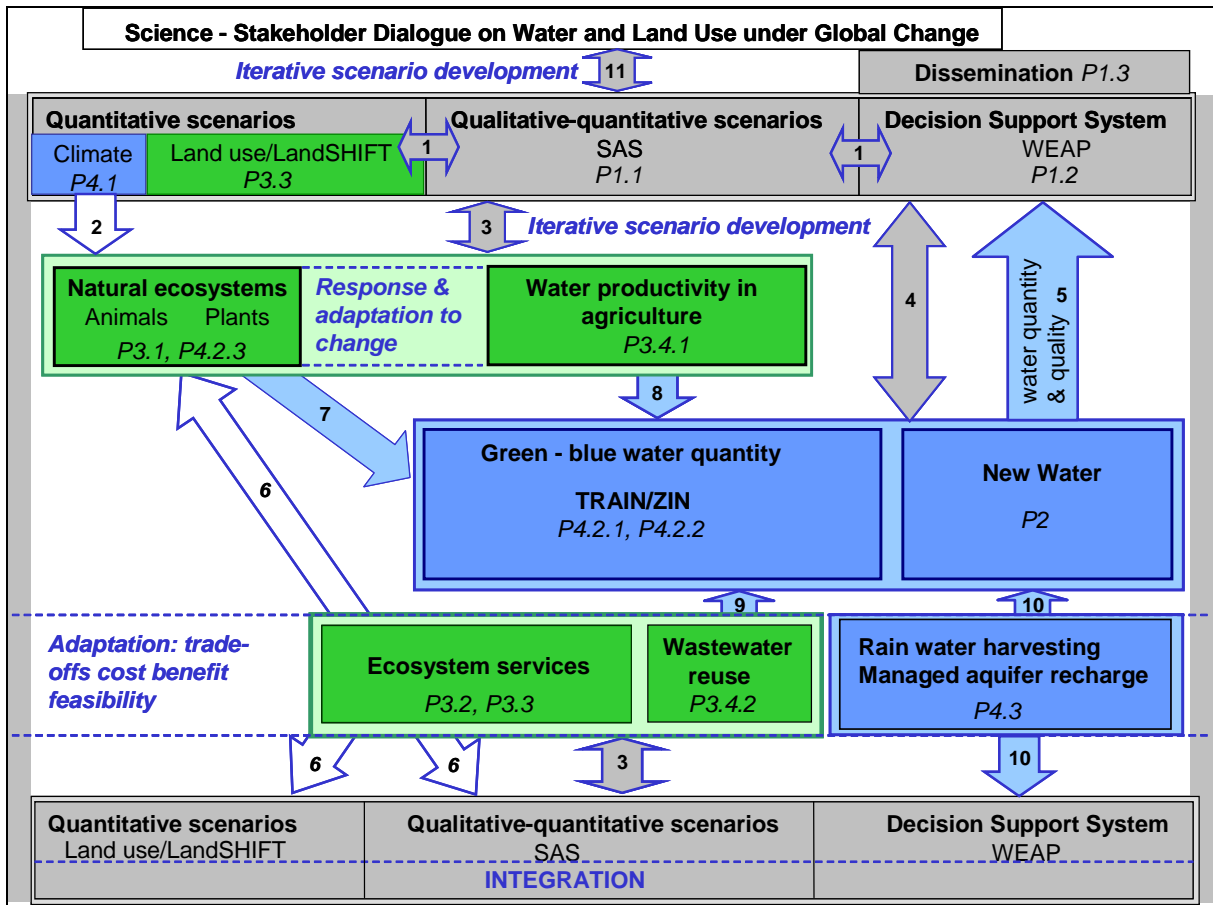 Science - Stakeholder Dialogue on Water and Land Use under Global Change
Iterative scenario development
11
Dissemination P1.3
Quantitative scenarios
Climate
P4.1
Land use/LandSHIFT
P3.3
1
Qualitative-quantitative scenarios
SAS
P1.1
1
Decision Support System
WEAP
P1.2
2
3
Iterative scenario development
4
water quantity
& quality
5
Natural ecosystems
Animals Plants
P3.1, P4.2.3
Response &
adaptation to
change
Water productivity in
agriculture
P3.4.1
7
8
6
Green - blue water quantity
TRAIN/ZIN
P4.2.1, P4.2.2
New Water
P2
9
10
Adaptation: trade-
offs cost benefit
feasibility
Ecosystem services
P3.2, P3.3
Wastewater
reuse
P3.4.2
Rain water harvesting
Managed aquifer recharge
P4.3
6
6
3
10
Quantitative scenarios
Land use/LandSHIFT
Qualitative-quantitative scenarios
SAS
Decision Support System
WEAP
INTEGRATION